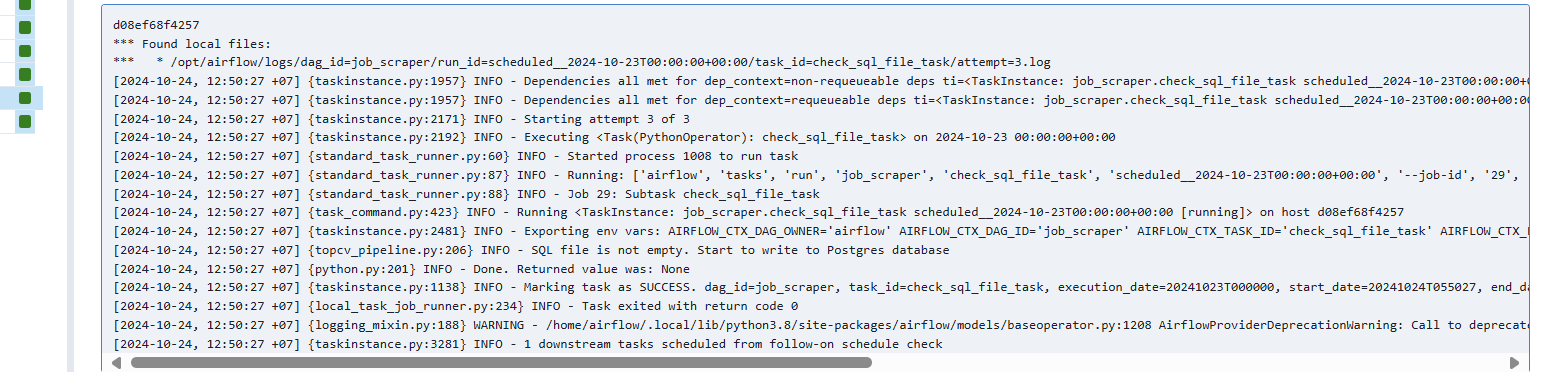 d08ef68f4257
*** Found local files:
***   * /opt/airflow/logs/dag_id=job_scraper/run_id=scheduled__2024-10-23T00:00:00+00:00/task_id=check_sql_file_task/attempt=3.log
[2024-10-24, 12:50:27 +07] {taskinstance.py:1957} INFO - Dependencies all met for dep_context=non-requeueable deps ti=<TaskInstance: job_scraper.check_sql_file_task scheduled__2024-10-23T00:00:00+
[2024-10-24, 12:50:27 +07] {taskinstance.py:1957} INFO - Dependencies all met for dep_context=requeueable deps ti=<TaskInstance: job_scraper.check_sql_file_task scheduled__2024-10-23T00:00:00+00
[2024-10-24, 12:50:27 +07] {taskinstance.py:2171} INFO - Starting attempt 3 of 3
[2024-10-24, 12:50:27 +07] {taskinstance.py:2192} INFO - Executing <Task(PythonOperator): check_sql_file_task> on 2024-10-23 00:00:00+00:00
[2024-10-24, 12:50:27 +07] {standard_task_runner.py:60} INFO - Started process 1008 to run task
[2024-10-24, 12:50:27 +07] {standard_task_runner.py:87} INFO - Running: ['airflow', 'tasks', 'run', 'job_scraper', 'check_sql_file_task', 'scheduled__2024-10-23T00:00:00+00:00', '--job-id', '29',
[2024-10-24, 12:50:27 +07] {standard_task_runner.py:88} INFO - Job 29: Subtask check_sql_file_task
[2024-10-24, 12:50:27 +07] {task_command.py:423} INFO - Running <TaskInstance: job_scraper.check_sql_file_task scheduled__2024-10-23T00:00:00+00:00 [running]> on host d08ef68f4257
[2024-10-24, 12:50:27 +07] {taskinstance.py:2481} INFO - Exporting env vars: AIRFLOW_CTX_DAG_OWNER='airflow' AIRFLOW_CTX_DAG_ID='job_scraper' AIRFLOW_CTX_TASK_ID='check_sql_file_task' AIRFLOW_CTX_
[2024-10-24, 12:50:27 +07] {topcv_pipeline.py:206} INFO - SQL file is not empty. Start to write to Postgres database
[2024-10-24, 12:50:27 +07] {python.py:201} INFO - Done. Returned value was: None
[2024-10-24, 12:50:27 +07] {taskinstance.py:1138} INFO - Marking task as SUCCESS. dag_id=job_scraper, task_id=check_sql_file_task, execution_date=20241023T000000, start_date=20241024T055027, end_da
[2024-10-24, 12:50:27 +07] {local_task_job_runner.py:234} INFO - Task exited with return code 0
[2024-10-24, 12:50:27 +07] {logging_mixin.py:188} WARNING - /home/airflow/.local/lib/python3.8/site-packages/airflow/models/baseoperator.py:1208 AirflowProviderDeprecationWarning: Call to deprecat
[2024-10-24, 12:50:27 +07] {taskinstance.py:3281} INFO - 1 downstream tasks scheduled from follow-on schedule check